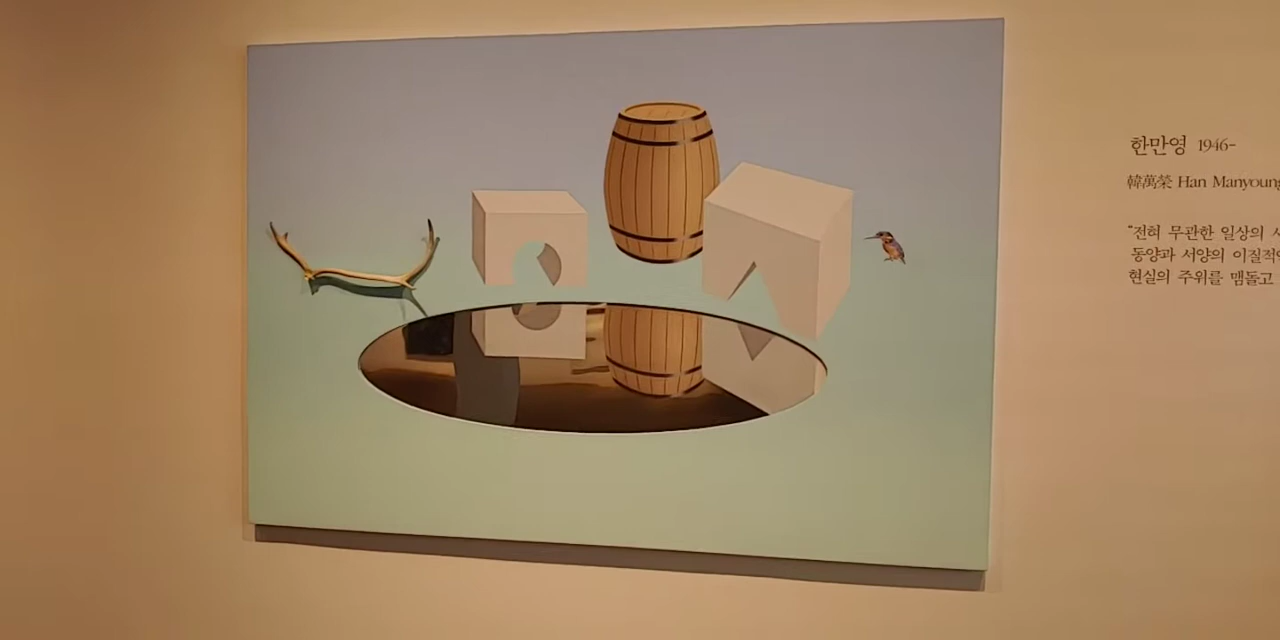 한만영 1946-
韓萬榮 Han Manyoung
"전혀 무관한 일상의
동양과 서양의 이질적
현실의 주위를 맴돌고